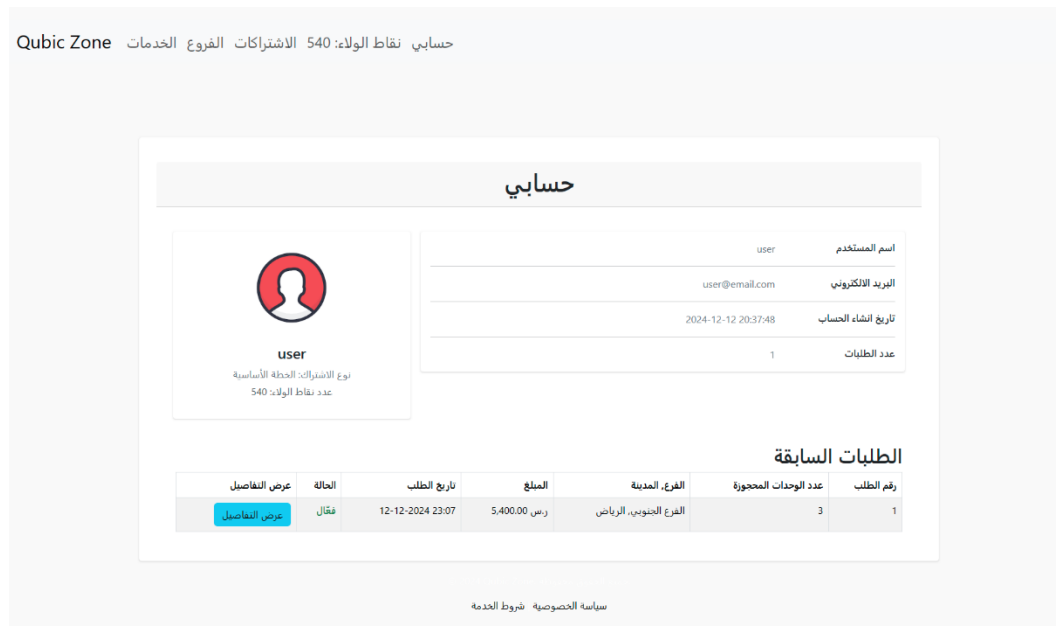 Qubic Zone الخدمات الفروع الاشتراكات نقاط الولاء: 540 حسابي
حسابي
اسم المستخدم user
البريد الالكتروني user@email.com
تاريخ انشاء الحساب 2024-12-12 20:37:48
عدد الطلبات 1
user
نوع الاشتراك: الخطة الأساسية
عدد نقاط الولاء: 540
الطلبات السابقة
رقم الطلب عدد الوحدات المحجوزة الفرع, المدينة المبلغ تاريخ الطلب الحالة عرض التفاصيل
1 3 الفرع الجنوبي, الرياض ر.س 5,400.00 12-12-2024 23:07 فعّال عرض التفاصيل
سياسة الخصوصية شروط الخدمة